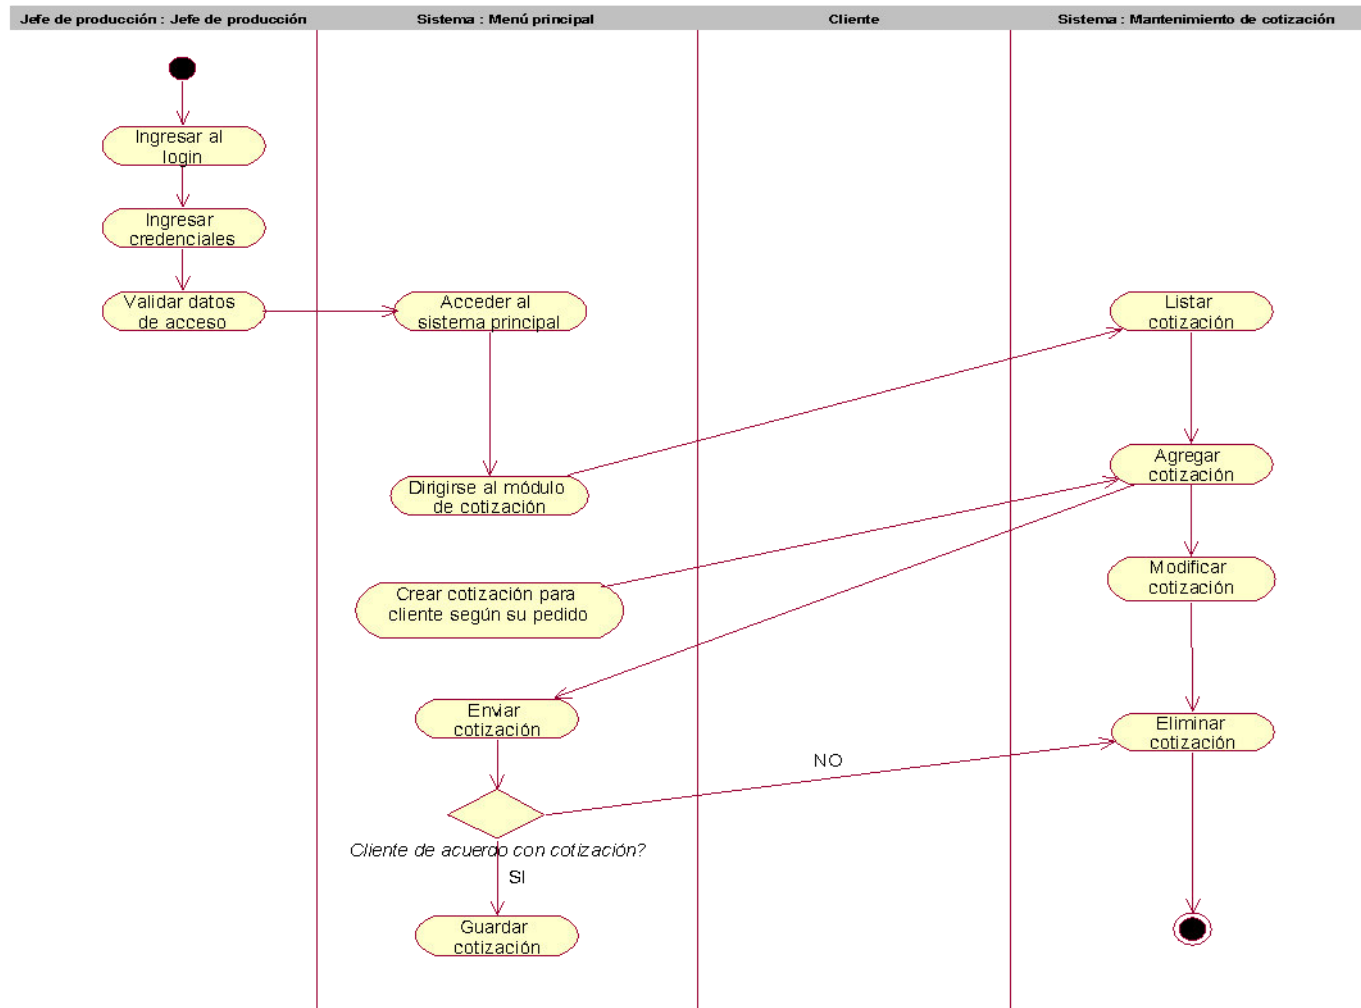 Jefe de producción : Jefe de producción
Sistema : Menú principal
Cliente
Sistema : Mantenimiento de cotización
Ingresar al
login
Ingresar
credenciales
Validar datos
de acceso
Acceder al
sistema principal
Listar
cotización
Agregar
cotización
Dirigirse al módulo
de cotización
Modificar
cotización
Crear cotización para
cliente según su pedido
Enviar
cotización
Eliminar
cotización
NO
Cliente de acuerdo con cotización?
SI
Guardar
cotización